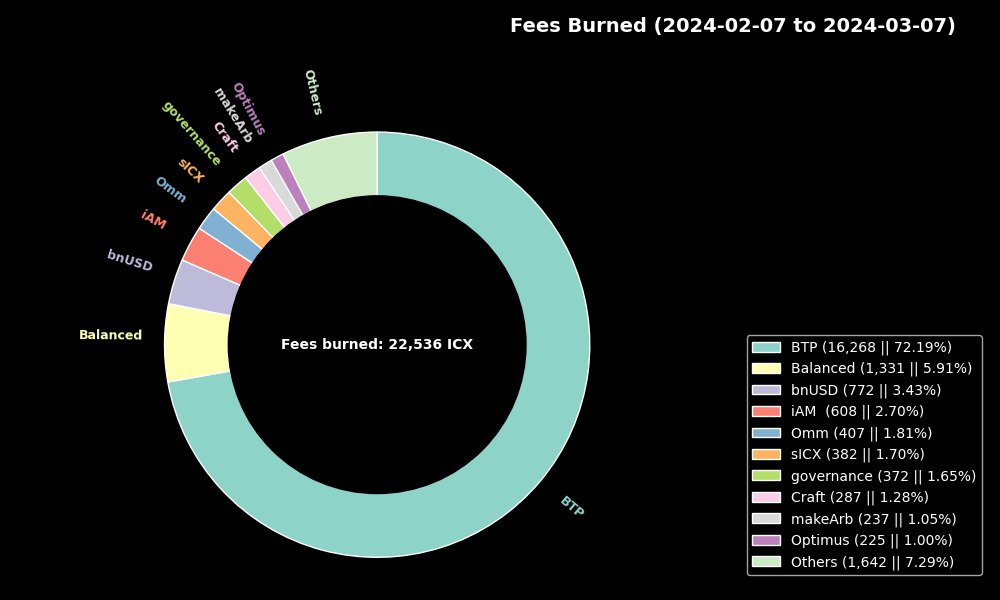 Fees Burned (2024-02-07 to 2024-03-07)
Others
Optimus
makeArb
Craft
governance
sICX
Omm
iAM
bnUSD
Balanced
Fees burned: 22,536 ICX
BTP
BTP (16,268 || 72.19%)
Balanced (1,331 || 5.91%)
bnUSD (772 || 3.43%)
iAM  (608 || 2.70%)
Omm (407 || 1.81%)
sICX (382 || 1.70%)
governance (372 || 1.65%)
Craft (287 || 1.28%)
makeArb (237 || 1.05%)
Optimus (225 || 1.00%)
Others (1,642 || 7.29%)